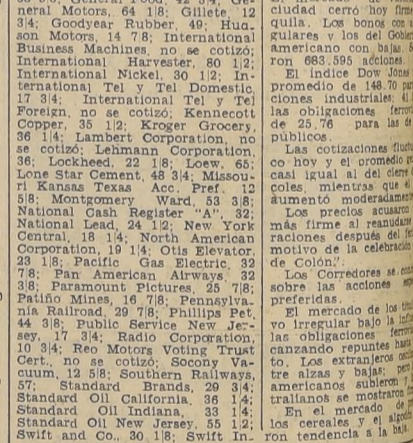 neral Motors, 64 1|8; Gillete, 12
3|4; Goodyear Rubber, 49; Hud-
son Motors, 14 7|8; International
Business Machines, no se cotizó;
International Harvester, 80 1|2;
International Nickel, 30 1|2; In-
ternational Tel y Tel Domestic,
17 3|4; International Tel y Tel
Foreign, no se cotizó; Kennecott
Copper, 35 1|2; Kroger Grocery,
36 1|4; Lambert Corporation, no
se cotizó; Lehmann Corporation,
36; Lockheed, 22 1|8; Loew, 65;
Lone Star Cement, 48 3|4; Missou-
ri Kansas Texas Acc. Pref. 12
5|8; Montgomery Ward, 53 3|8;
National Cash Register "A", 32;
National Lead, 24 1|2; New York
Central, 18 1|4; North American
Corporation, 19 1|4; Otis Elevator,
23 1|8; Pacific Gas Electric, 32
7|8; Pan American Airways, 32
3|8; Paramount Pictures, 25 7|8;
Patiño Mines, 16 7|8; Pennsylva-
nia Railroad, 29 7|8; Phillips Pet.
44 3|8; Public Service New Jer-
sey, 17 3|4; Radio Corporation,
10 3|4; Reo Motors Voting Trust
Cert., no se cotizó; Socony Va-
cuum, 12 5|8; Southern Railways,
57; Standard Brands, 29 3|4;
Standard Oil California, 36 1|4;
Standard Oil Indiana, 33 1|4;
Standard Oil New Jersey, 55 1|2;
Swift and Co., 30 1|8; Swift In-
ciudad cerró hoy firm
quila. Los bonos con
gulares y los del Gobier
americano con bajas. S
ron 683.595 acciones.
El indice Dow Jones
promedio de 148.70 par
ciones industriales; 41
las obligaciones ferrov
de 25,76 para las de
públicos.
Las cotizaciones fluctu
co hoy y el promedio
casi igual al del cierre
coles, mientras que
aumentó moderadamen
Los precios acusaron
más firme al reanudars
raciones después del
motivo de la celebración
de Colón".
Los Corredores se
sobre las acciones
preferidas.
El mercado de los
vo irregular bajo la
las obligaciones
canzando repuntes hasta
to. Los extranjeros
tre alzas y bajas;
americanos subieron y
tralianos se mostraron
En el mercado de
los cereales y el
ron tendencia a la baja